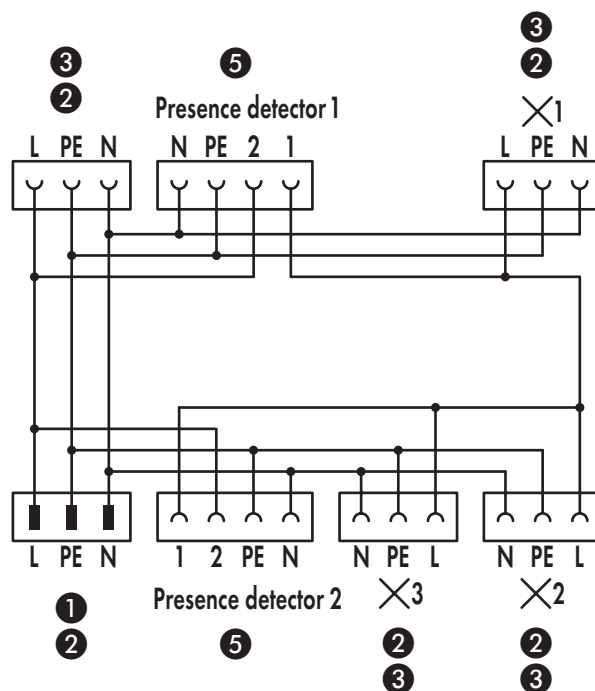 3
3 5 2
2 Presence detector 1 1
L PE N N PE 2 1 L PE N
L PE N 1 2 PE N N PE L N PE L
1 Presence detector 2 3 2
2 5 2 2
3 3